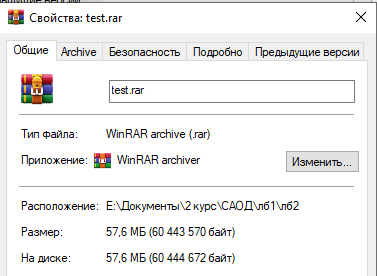 Свойства: test.rar
Общие Archive Безопасность Подробно Предыдущие версии
test.rar
Тип файла: WinRAR archive (.rar)
Приложение: WinRAR archiver Изменить...
Расположение: E:\Документы\2 курс\САОД\лб1\лб2
Размер: 57,6 МБ (60 443 570 байт)
На диске: 57,6 МБ (60 444 672 байт)